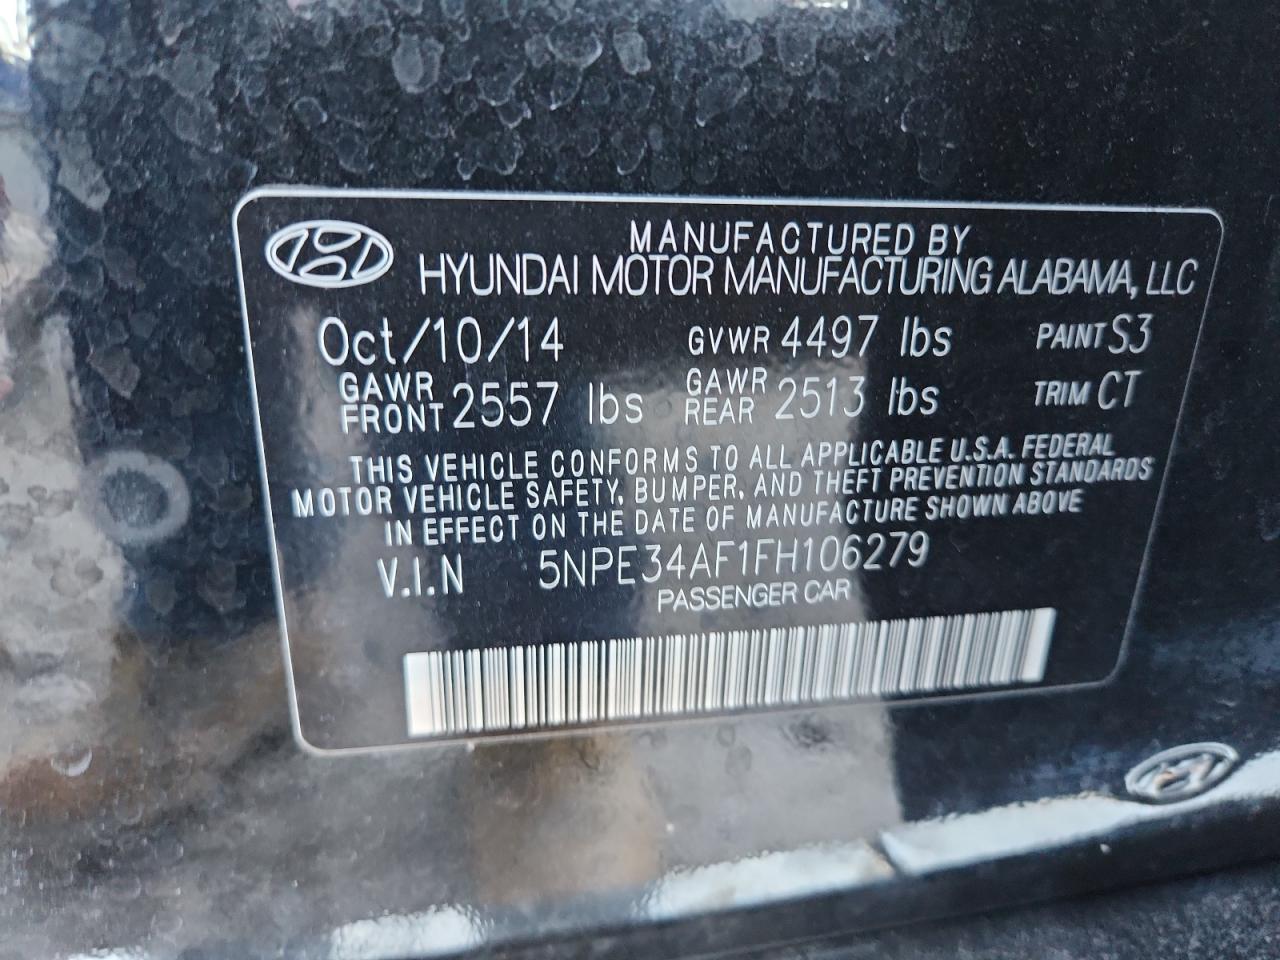 MANUFACTURED BY
HYUNDAI MOTOR MANUFACTURING ALABAMA, LLC
Oct/10/14 GVWR 4497 lbs PAINT S3
GAWR FRONT 2557 lbs GAWR REAR 2513 lbs TRIM CT
THIS VEHICLE CONFORMS TO ALL APPLICABLE U.S.A. FEDERAL
MOTOR VEHICLE SAFETY, BUMPER, AND THEFT PREVENTION STANDARDS
IN EFFECT ON THE DATE OF MANUFACTURE SHOWN ABOVE
V.I.N 5NPE34AF1FH106279
PASSENGER CAR